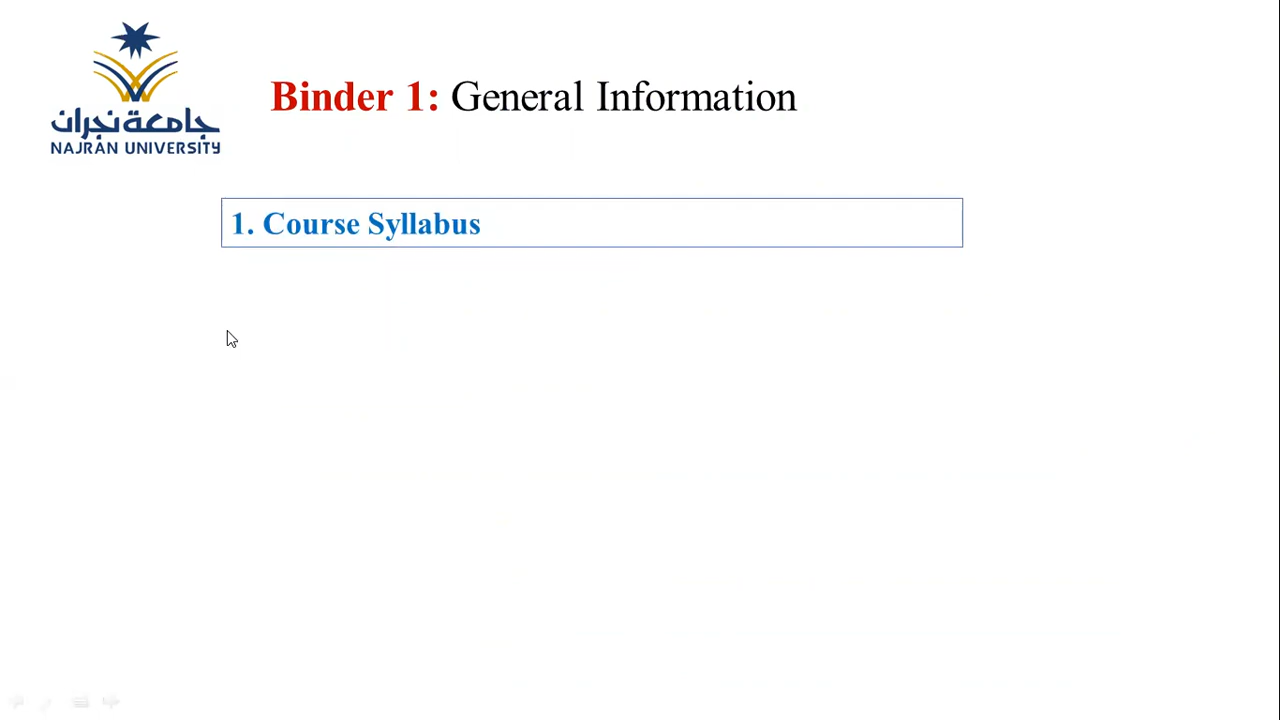 جامعة نجران
NAJRAN UNIVERSITY
Binder 1: General Information
1. Course Syllabus